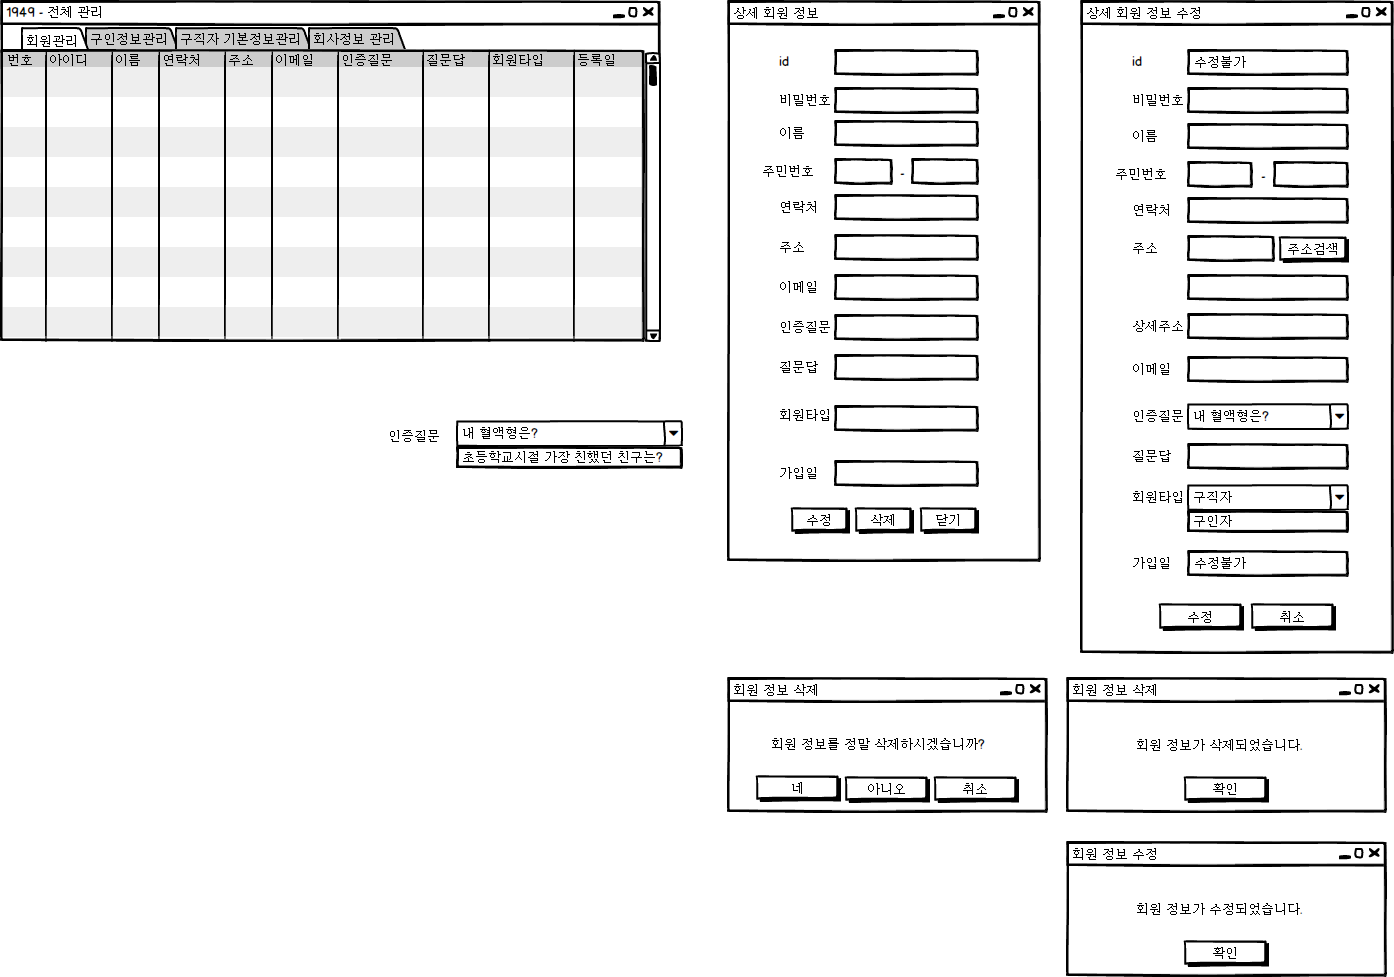 1949 - 전체 관리
회원관리 구인정보관리 구직자 기본정보관리 회사정보 관리
번호 아이디 이름 연락처 주소 이메일 인증질문 질문답 회원타입 등록일
인증질문 내 혈액형은?
초등학교시절 가장 친했던 친구는?
상세 회원 정보
id
비밀번호
이름
주민번호 -
연락처
주소
이메일
인증질문
질문답
회원타입
가입일
수정 삭제 닫기
상세 회원 정보 수정
id 수정불가
비밀번호
이름
주민번호 -
연락처
주소 주소검색
상세주소
이메일
인증질문 내 혈액형은?
질문답
회원타입 구직자
구인자
가입일 수정불가
수정 취소
회원 정보 삭제
회원 정보를 정말 삭제하시겠습니까?
네 아니오 취소
회원 정보 삭제
회원 정보가 삭제되었습니다.
확인
회원 정보 수정
회원 정보가 수정되었습니다.
확인